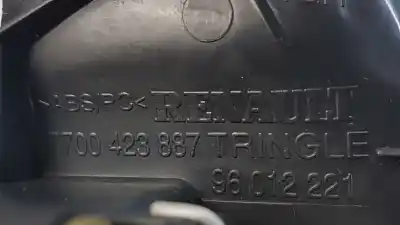 >ABS/PC< RENAULT
7700 423 887 TRINGLE
96 012 221